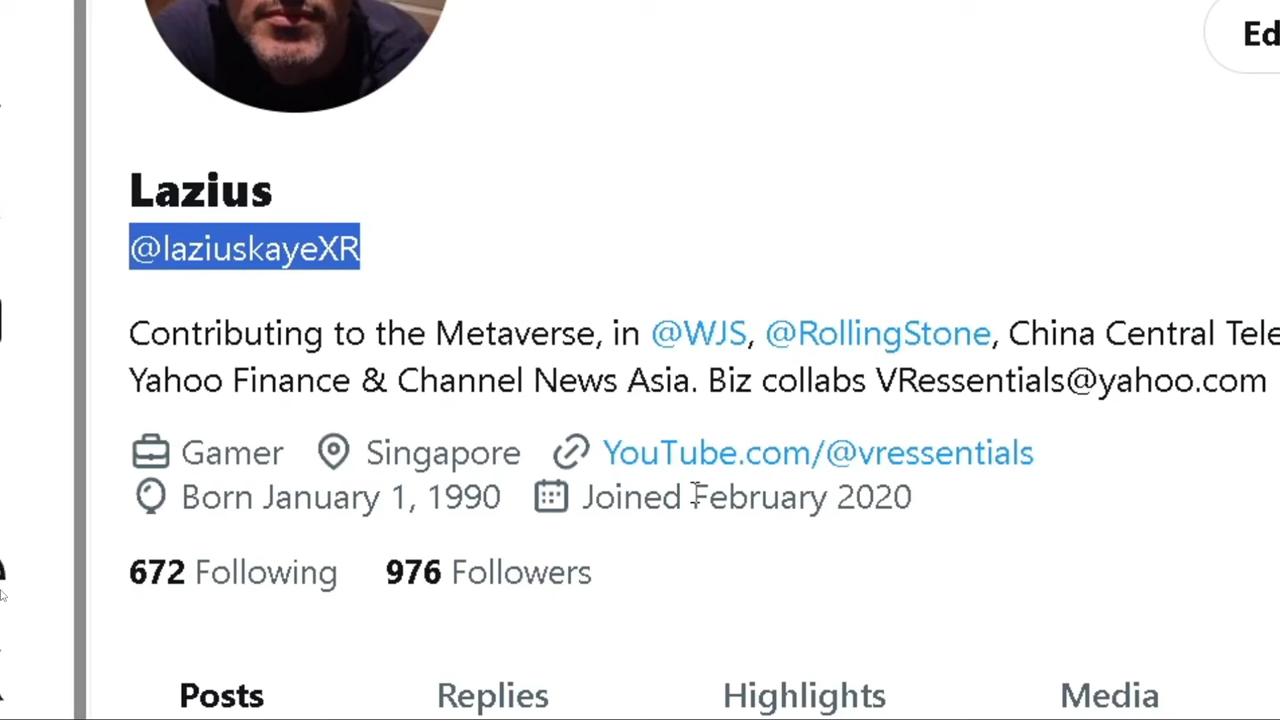 Ed
Lazius
@laziuskayeXR
Contributing to the Metaverse, in @WJS, @RollingStone, China Central Tele
Yahoo Finance & Channel News Asia. Biz collabs VRessentials@yahoo.com
Gamer Singapore YouTube.com/@vressentials
Born January 1, 1990 Joined February 2020
672 Following 976 Followers
Posts Replies Highlights Media